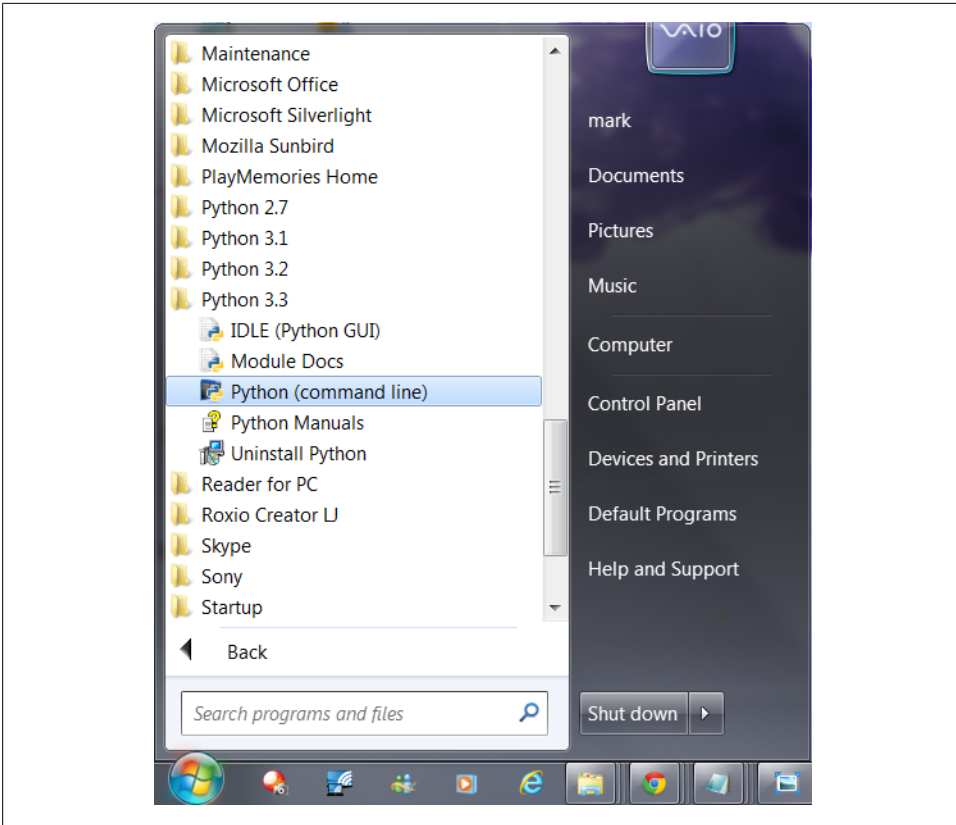 Maintenance
Microsoft Office
Microsoft Silverlight
Mozilla Sunbird
PlayMemories Home
Python 2.7
Python 3.1
Python 3.2
Python 3.3
IDLE (Python GUI)
Module Docs
Python (command line)
Python Manuals
Uninstall Python
Reader for PC
Roxio Creator LJ
Skype
Sony
Startup
Back
Search programs and files
VAIO
mark
Documents
Pictures
Music
Computer
Control Panel
Devices and Printers
Default Programs
Help and Support
Shut down